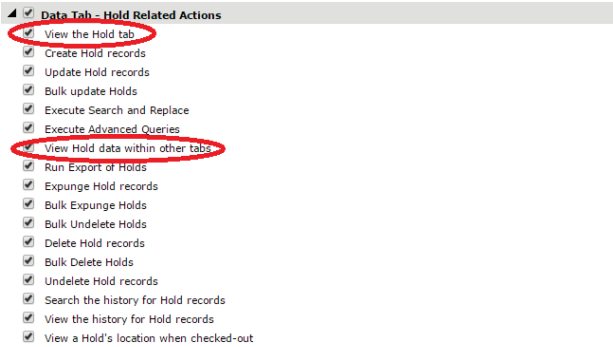 Data Tab - Hold Related Actions
View the Hold tab
Create Hold records
Update Hold records
Bulk update Holds
Execute Search and Replace
Execute Advanced Queries
View Hold data within other tabs
Run Export of Holds
Expunge Hold records
Bulk Expunge Holds
Bulk Undelete Holds
Delete Hold records
Bulk Delete Holds
Undelete Hold records
Search the history for Hold records
View the history for Hold records
View a Hold's location when checked-out